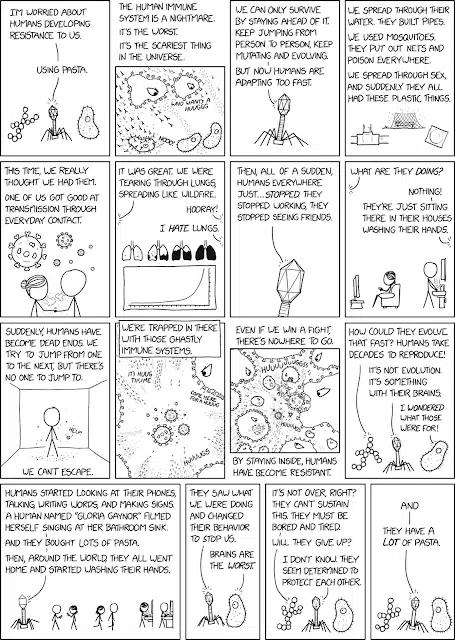 I'M WORRIED ABOUT
HUMANS DEVELOPING
RESISTANCE TO US.
USING PASTA.
THE HUMAN IMMUNE
SYSTEM IS A NIGHTMARE.
IT'S THE WORST.
IT'S THE SCARIEST THING
IN THE UNIVERSE.
WHO WANTS A
HUUGGG
WE CAN ONLY SURVIVE
BY STAYING AHEAD OF IT.
KEEP JUMPING FROM
PERSON TO PERSON, KEEP
MUTATING AND EVOLVING.
BUT NOW HUMANS ARE
ADAPTING TOO FAST.
WE SPREAD THROUGH THEIR
WATER. THEY BUILT PIPES.
WE USED MOSQUITOES.
THEY PUT OUT NETS AND
POISON EVERYWHERE.
WE SPREAD THROUGH SEX,
AND SUDDENLY THEY ALL
HAD THESE PLASTIC THINGS.
THIS TIME, WE REALLY
THOUGHT WE HAD THEM.
ONE OF US GOT GOOD AT
TRANSMISSION THROUGH
EVERYDAY CONTACT.
IT WAS GREAT. WE WERE
TEARING THROUGH LUNGS,
SPREADING LIKE WILDFIRE.
HOORAY!
I HATE LUNGS.
THEN, ALL OF A SUDDEN,
HUMANS EVERYWHERE
JUST...STOPPED. THEY
STOPPED WORKING, THEY
STOPPED SEEING FRIENDS.
WHAT ARE THEY DOING?
NOTHING!
THEY'RE JUST SITTING
THERE IN THEIR HOUSES
WASHING THEIR HANDS.
SUDDENLY, HUMANS HAVE
BECOME DEAD ENDS. WE
TRY TO JUMP FROM ONE
TO THE NEXT, BUT THERE'S
NO ONE TO JUMP TO.
HELP
WE CAN'T ESCAPE.
WE'RE TRAPPED IN THERE
WITH THOSE GHASTLY
IMMUNE SYSTEMS.
IT'S HUUG
TIIIIME
COME HERE
FOR A HUUG
HUUUGS
EVEN IF WE WIN A FIGHT,
THERE'S NOWHERE TO GO.
BY STAYING INSIDE, HUMANS
HAVE BECOME RESISTANT.
HOW COULD THEY EVOLVE
THAT FAST? HUMANS TAKE
DECADES TO REPRODUCE!
IT'S NOT EVOLUTION.
IT'S SOMETHING
WITH THEIR BRAINS.
I WONDERED
WHAT THOSE
WERE FOR!
HUMANS STARTED LOOKING AT THEIR PHONES,
TALKING, WRITING WORDS, AND MAKING SIGNS.
A HUMAN NAMED "GLORIA GAYNOR" FILMED
HERSELF SINGING AT HER BATHROOM SINK.
AND THEY BOUGHT LOTS OF PASTA.
THEN, AROUND THE WORLD, THEY ALL WENT
HOME AND STARTED WASHING THEIR HANDS.
THEY SAW WHAT
WE WERE DOING
AND CHANGED
THEIR BEHAVIOR
TO STOP US.
BRAINS ARE
THE WORST.
IT'S NOT OVER, RIGHT?
THEY CAN'T SUSTAIN
THIS. THEY MUST BE
BORED AND TIRED.
WILL THEY GIVE UP?
I DON'T KNOW. THEY
SEEM DETERMINED TO
PROTECT EACH OTHER.
AND
THEY HAVE A
LOT OF PASTA.